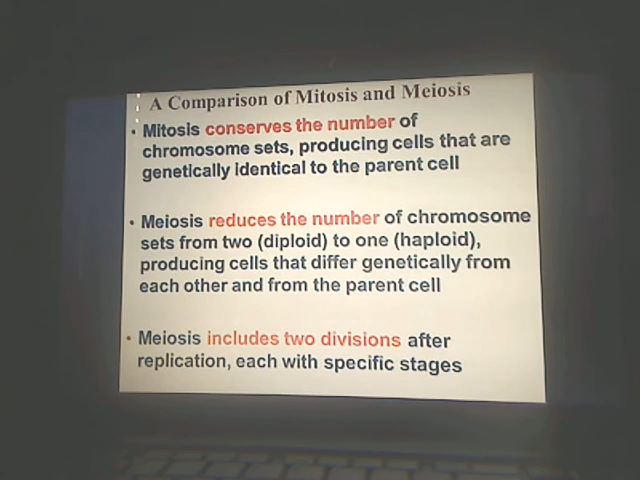 A Comparison of Mitosis and Meiosis
• Mitosis conserves the number of
chromosome sets, producing cells that are
genetically identical to the parent cell
• Meiosis reduces the number of chromosome
sets from two (diploid) to one (haploid),
producing cells that differ genetically from
each other and from the parent cell
• Meiosis includes two divisions after
replication, each with specific stages